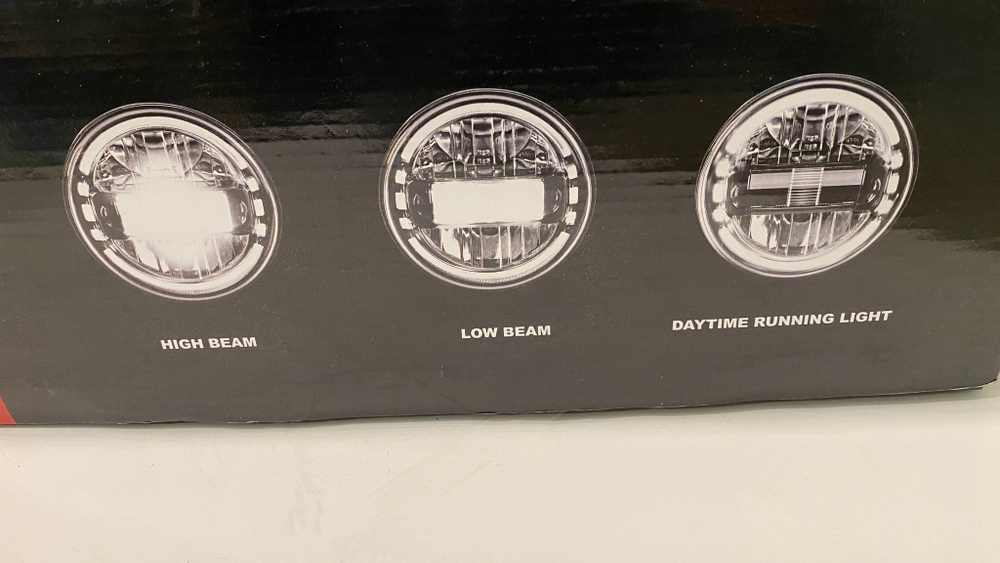 HIGH BEAM
LOW BEAM
DAYTIME RUNNING LIGHT